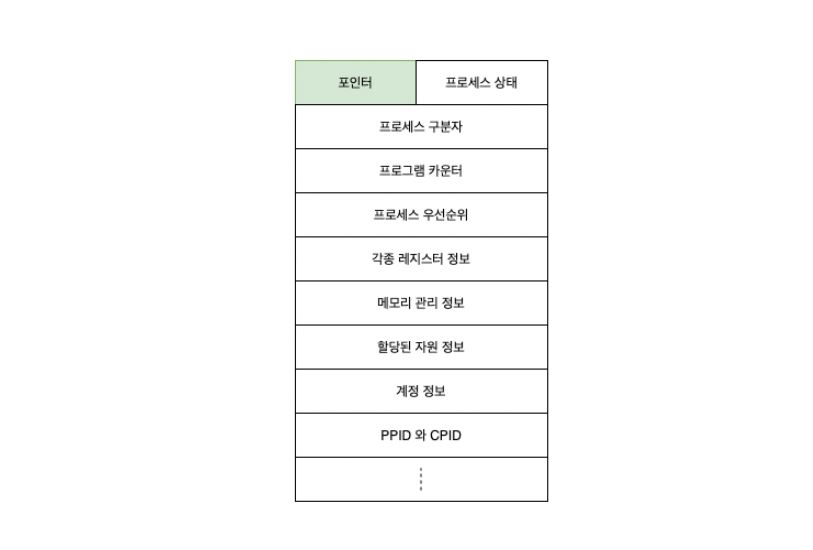 포인터
프로세스 상태
프로세스 구분자
프로그램 카운터
프로세스 우선순위
각종 레지스터 정보
메모리 관리 정보
할당된 자원 정보
계정 정보
PPID 와 CPID